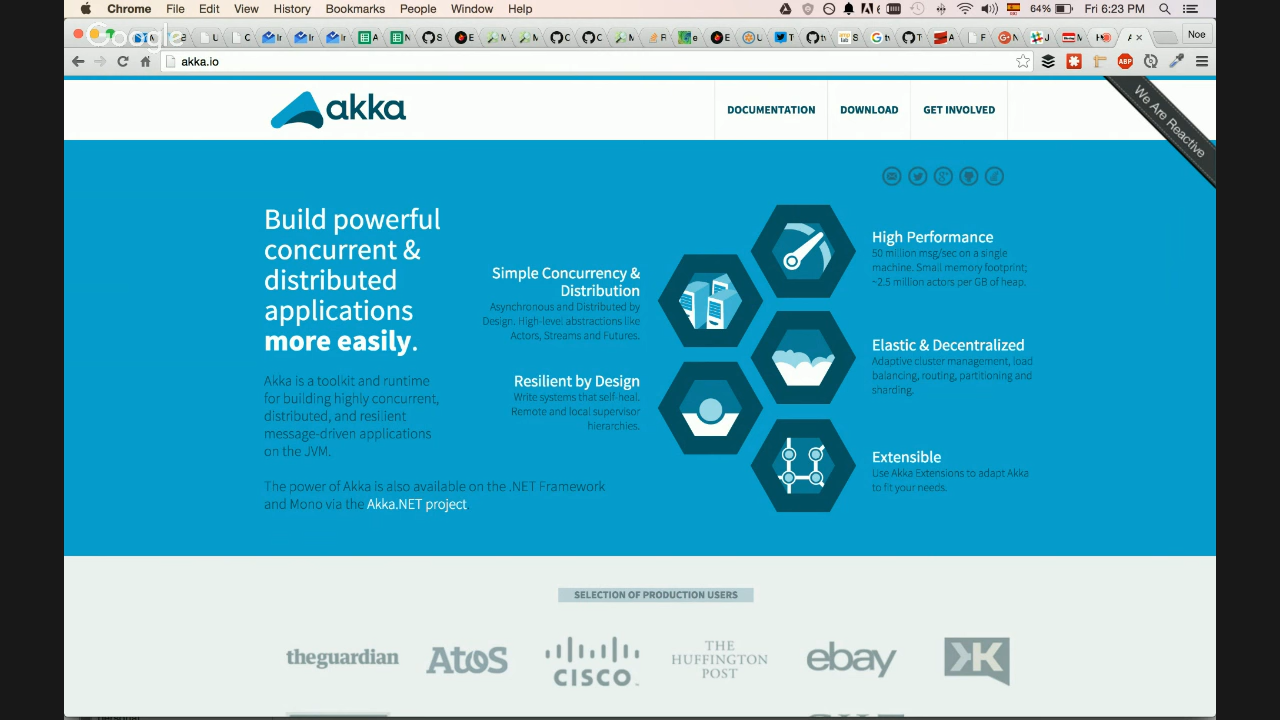 Chrome File Edit View History Bookmarks People Window Help
64% Fri 6:23 PM
Google
Noe
akka.io
ABP
akka
DOCUMENTATION
DOWNLOAD
GET INVOLVED
We Are Reactive
Build powerful
concurrent &
distributed
applications
more easily.
Akka is a toolkit and runtime
for building highly concurrent,
distributed, and resilient
message-driven applications
on the JVM.
The power of Akka is also available on the .NET Framework
and Mono via the Akka.NET project.
Simple Concurrency &
Distribution
Asynchronous and Distributed by
Design. High-level abstractions like
Actors, Streams and Futures.
Resilient by Design
Write systems that self-heal.
Remote and local supervisor
hierarchies.
High Performance
50 million msg/sec on a single
machine. Small memory footprint;
~2.5 million actors per GB of heap.
Elastic & Decentralized
Adaptive cluster management, load
balancing, routing, partitioning and
sharding.
Extensible
Use Akka Extensions to adapt Akka
to fit your needs.
SELECTION OF PRODUCTION USERS
theguardian
Atos
CISCO
THE
HUFFINGTON
POST
ebay
K